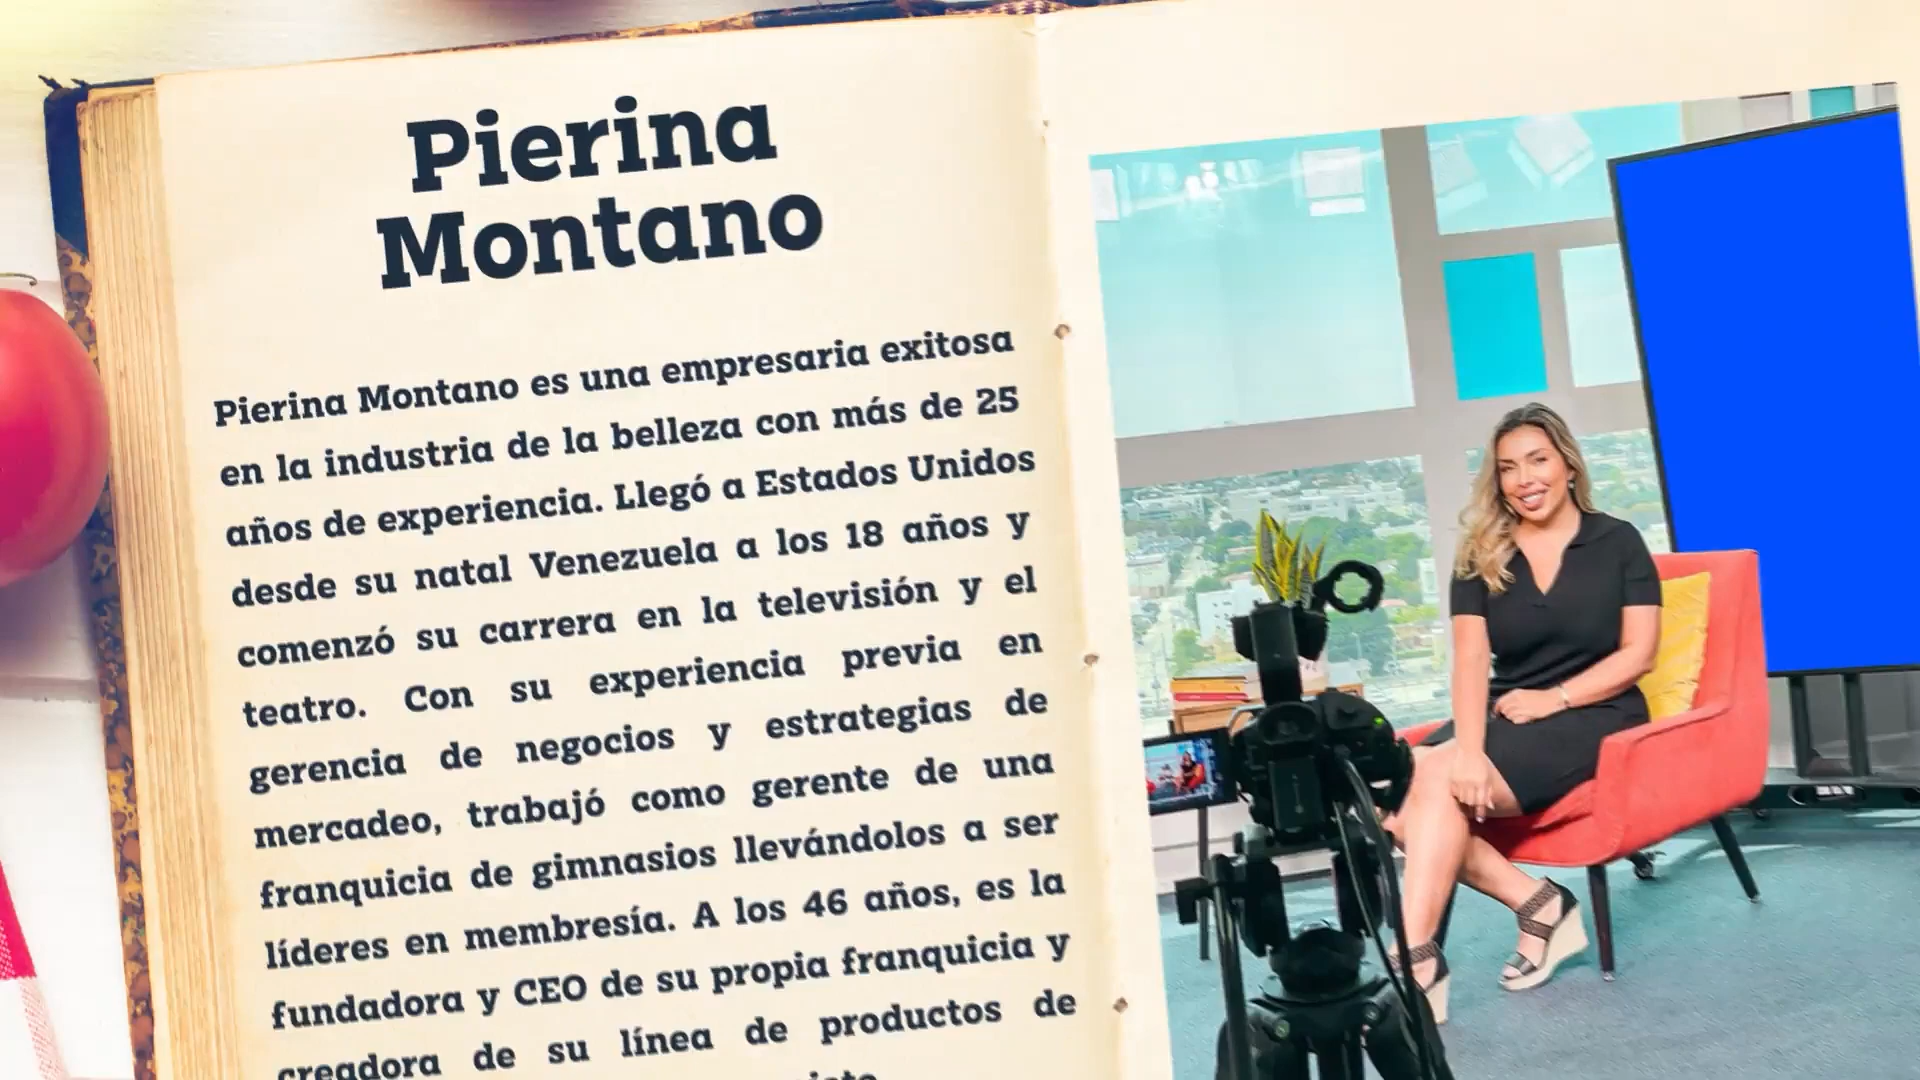 Pierina
Montano
Pierina Montano es una empresaria exitosa
en la industria de la belleza con más de 25
años de experiencia. Llegó a Estados Unidos
desde su natal Venezuela a los 18 años y
comenzó su carrera en la televisión y el
teatro. Con su experiencia previa en
gerencia de negocios y estrategias de
mercadeo, trabajó como gerente de una
franquicia de gimnasios llevándolos a ser
líderes en membresía. A los 46 años, es la
fundadora y CEO de su propia franquicia y
creadora de su línea de productos de